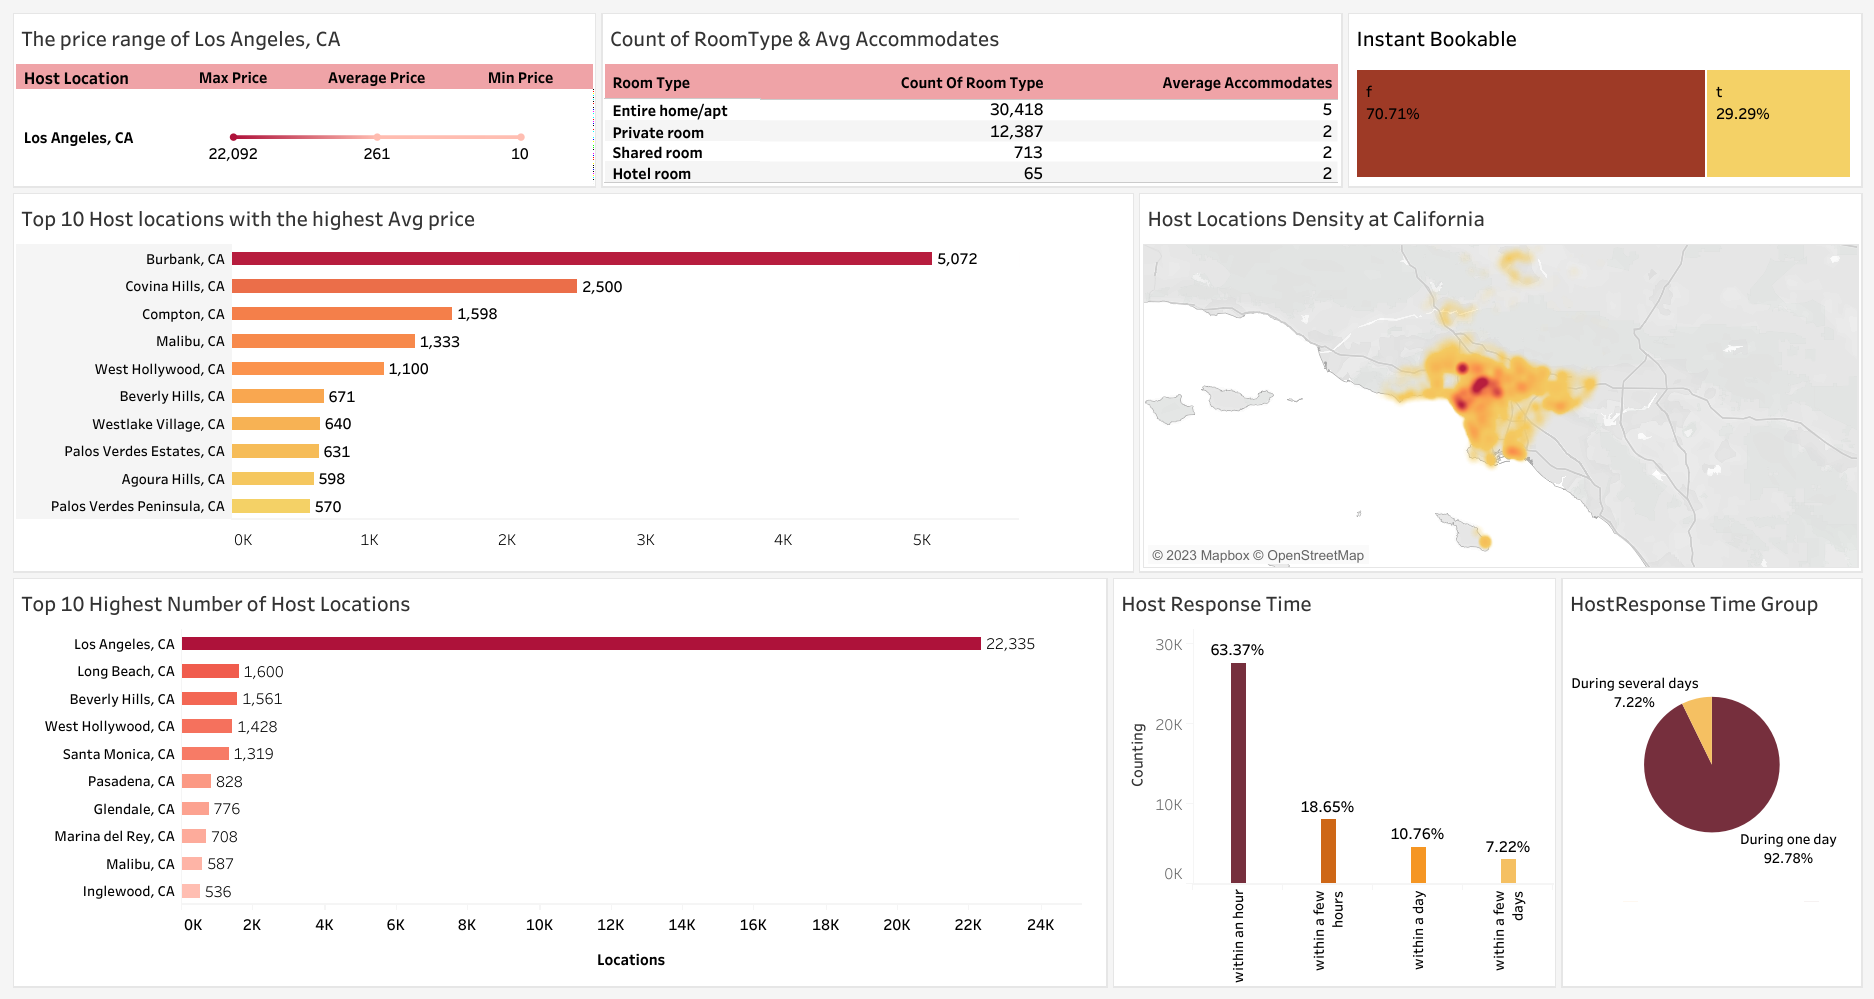 The price range of Los Angeles, CA
Host Location Max Price Average Price Min Price
Los Angeles, CA
22,092 261 10
Count of RoomType & Avg Accommodates
Room Type Count Of Room Type Average Accommodates
Entire home/apt 30,418 5
Private room 12,387 2
Shared room 713 2
Hotel room 65 2
Instant Bookable
f t
70.71% 29.29%
Top 10 Host locations with the highest Avg price
Burbank, CA 5,072
Covina Hills, CA 2,500
Compton, CA 1,598
Malibu, CA 1,333
West Hollywood, CA 1,100
Beverly Hills, CA 671
Westlake Village, CA 640
Palos Verdes Estates, CA 631
Agoura Hills, CA 598
Palos Verdes Peninsula, CA 570
0K 1K 2K 3K 4K 5K
Host Locations Density at California
© 2023 Mapbox © OpenStreetMap
Top 10 Highest Number of Host Locations
Los Angeles, CA 22,335
Long Beach, CA 1,600
Beverly Hills, CA 1,561
West Hollywood, CA 1,428
Santa Monica, CA 1,319
Pasadena, CA 828
Glendale, CA 776
Marina del Rey, CA 708
Malibu, CA 587
Inglewood, CA 536
0K 2K 4K 6K 8K 10K 12K 14K 16K 18K 20K 22K 24K
Locations
Host Response Time
Counting
30K
20K
10K
0K
63.37%
18.65%
10.76%
7.22%
within an hour
within a few
hours
within a day
within a few
days
HostResponse Time Group
During several days
7.22%
During one day
92.78%